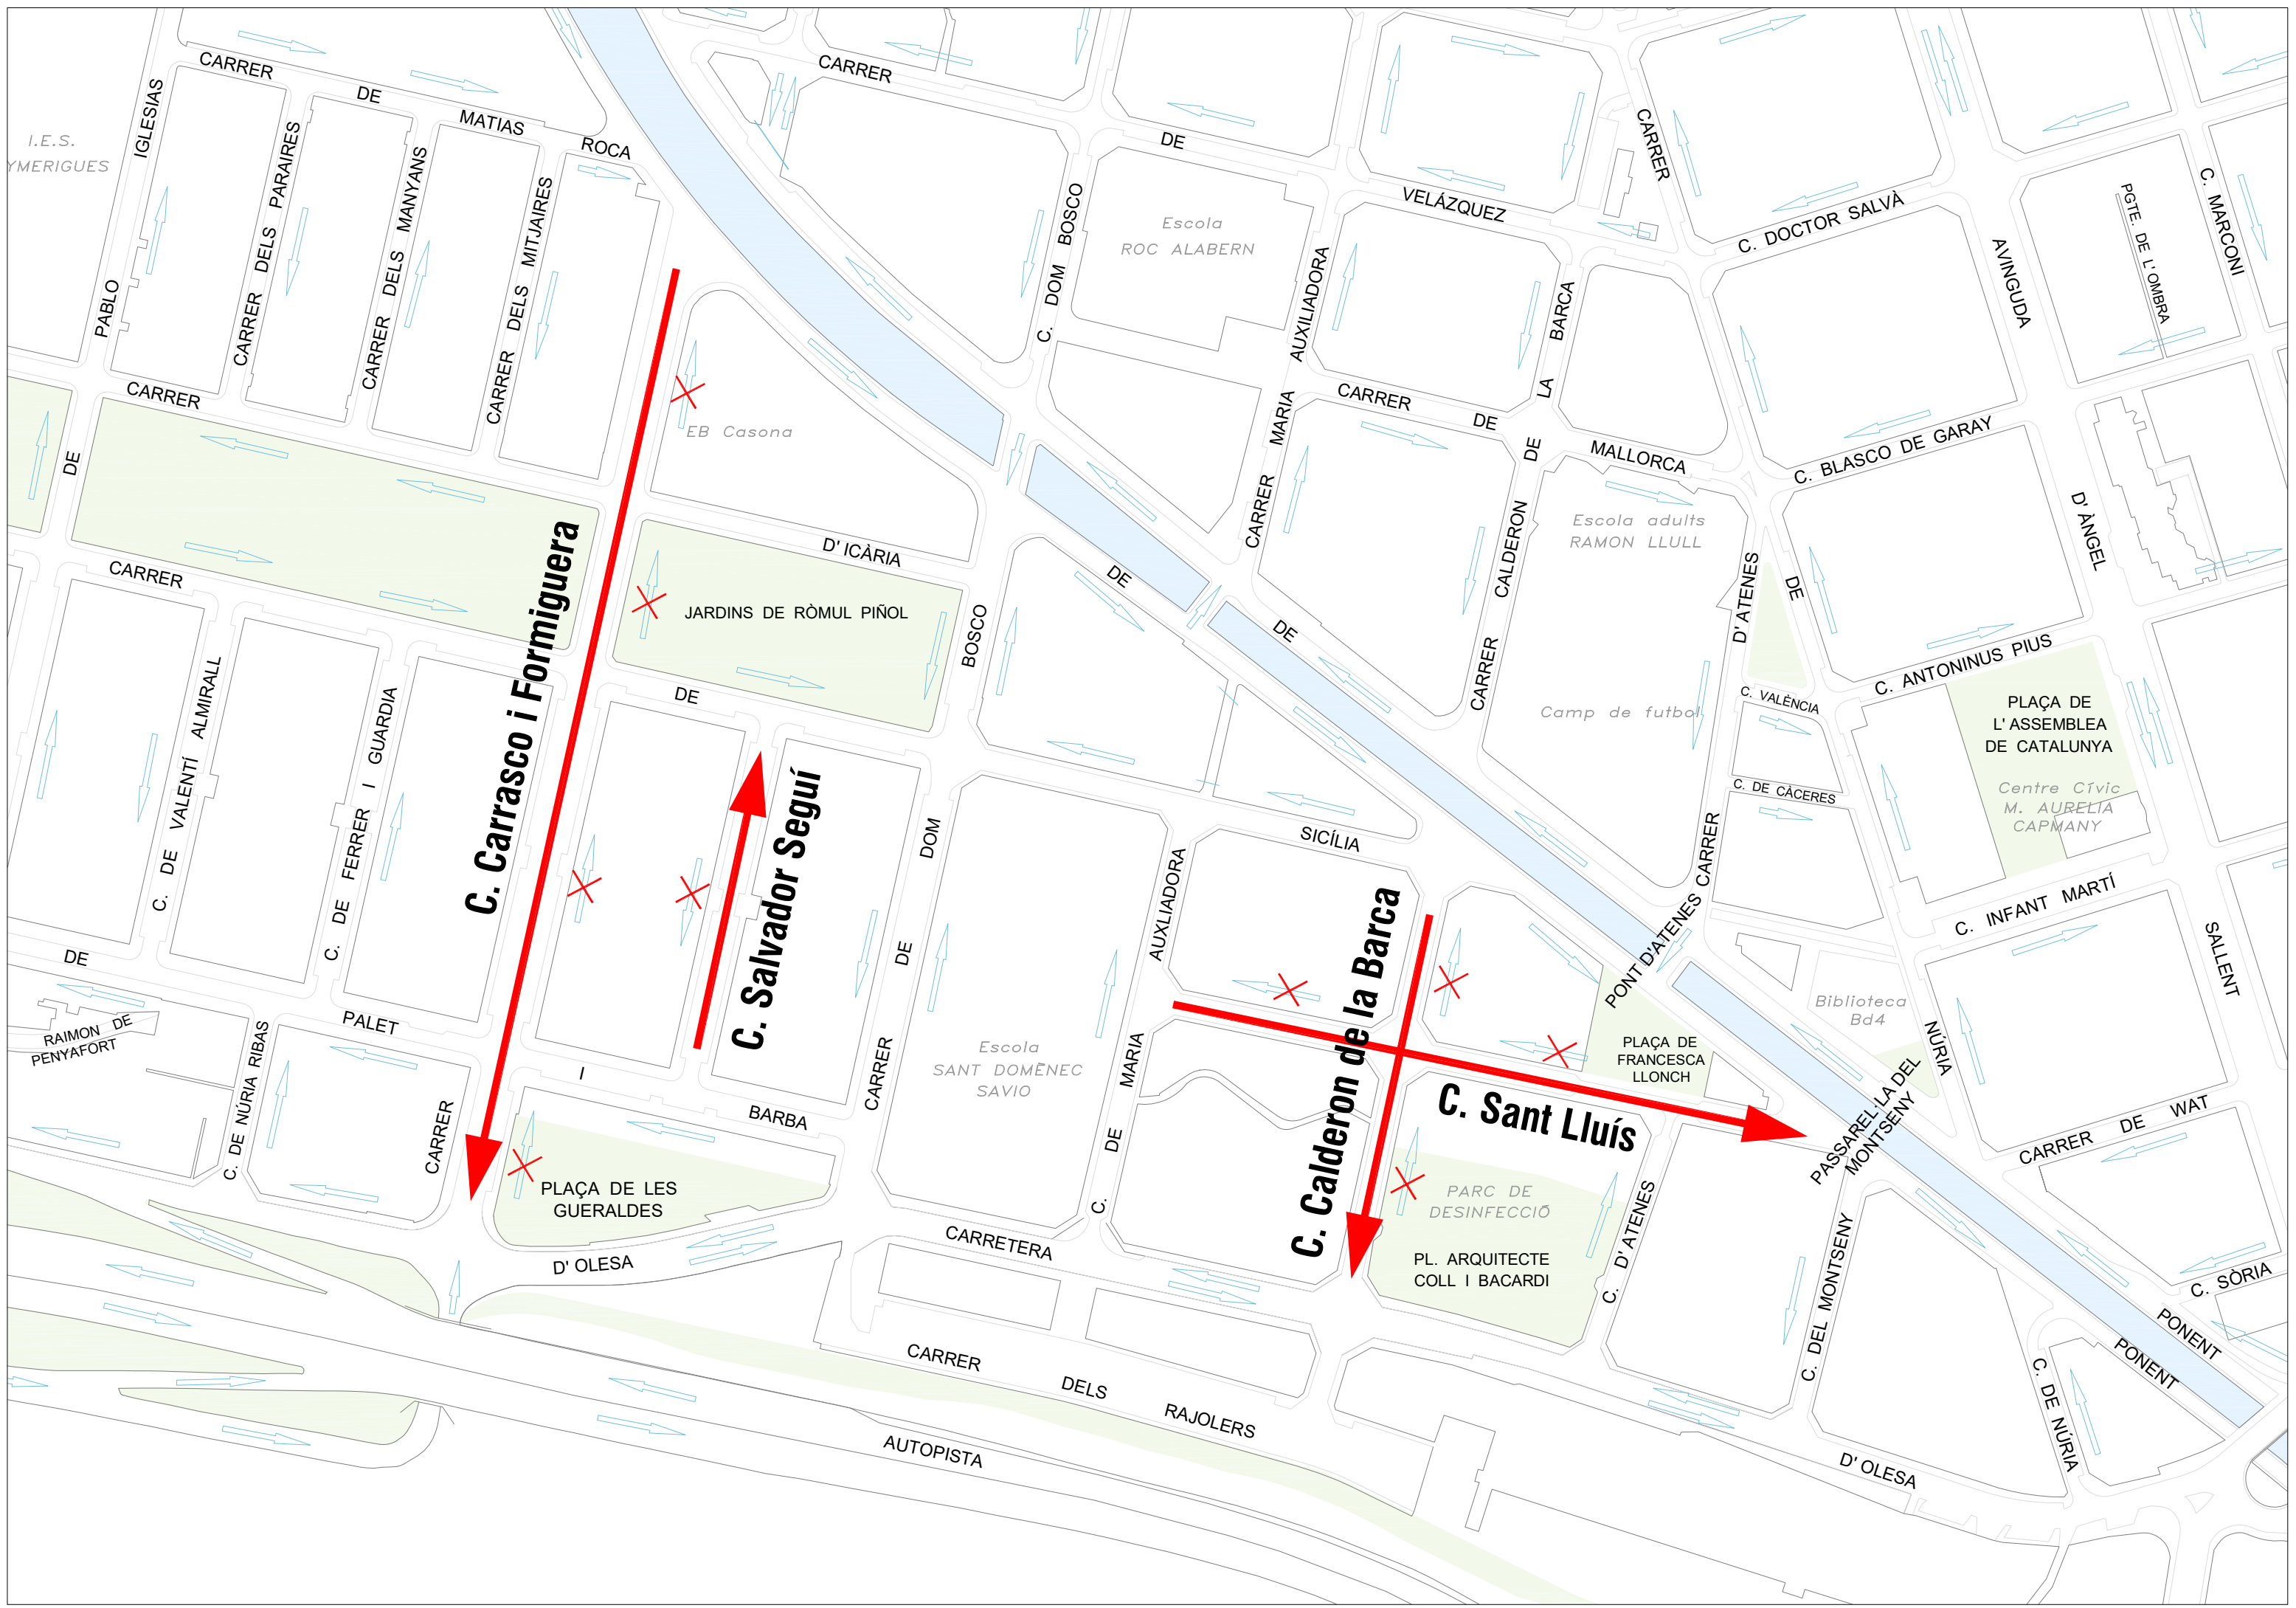 CARRER DE MATIAS ROCA
I.E.S.
YMERIGUES
PABLO IGLESIAS
CARRER DELS PARAIRES
CARRER DELS MANYANS
CARRER DELS MITJAIRES
CARRER DE VELÁZQUEZ
C. DOM BOSCO
Escola
ROC ALABERN
CARRER MARIA AUXILIADORA
CARRER CALDERON DE LA BARCA
CARRER DE NÚRIA
C. DOCTOR SALVÀ
PGTE. DE L'OMBRA
C. MARCONI
AVINGUDA D'ÀNGEL SALLENT
CARRER DE MALLORCA
C. BLASCO DE GARAY
EB Casona
CARRER D'ICÀRIA
DE
CARRER DE SICÍLIA
JARDINS DE RÒMUL PIÑOL
Escola adults
RAMON LLULL
Camp de futbol
CARRER D'ATENES
C. VALÈNCIA
C. DE CÀCERES
C. ANTONINUS PIUS
PLAÇA DE
L'ASSEMBLEA
DE CATALUNYA
Centre Cívic
M. AURELIA
CAPMANY
C. INFANT MARTÍ
C. DE VALENTÍ ALMIRALL
C. DE FERRER I GUARDIA
C. Carrasco i Formiguera
C. Salvador Seguí
CARRER DE DOM BOSCO
C. DE MARIA AUXLIADORA
C. Calderon de la Barca
C. Sant Lluís
PONT D'ATENES
Biblioteca
Bd4
PLAÇA DE
FRANCESCA
LLONCH
PASSAREL·LA DEL
MONTSENY
DE PALET I BARBA
RAIMON DE
PENYAFORT
C. DE NÚRIA RIBAS
CARRER
Escola
SANT DOMÈNEC
SAVIO
PLAÇA DE LES
GUERALDES
PARC DE
DESINFECCIÓ
PL. ARQUITECTE
COLL I BACARDI
C. D'ATENES
C. DEL MONTSENY
CARRER DE WAT
C. SÒRIA
DE PONENT
DE PONENT
C. DE NÚRIA
D'OLESA
CARRETERA D'OLESA
CARRER DELS RAJOLERS
AUTOPISTA